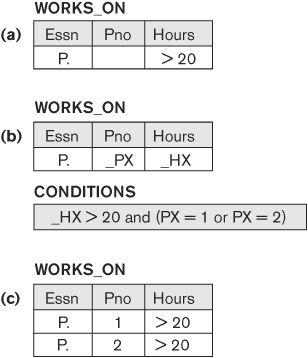 WORKS_ON
(a)
Essn Pno Hours
P. > 20
WORKS_ON
(b)
Essn Pno Hours
P. _PX _HX
CONDITIONS
_HX > 20 and (PX = 1 or PX = 2)
WORKS_ON
(c)
Essn Pno Hours
P. 1 > 20
P. 2 > 20